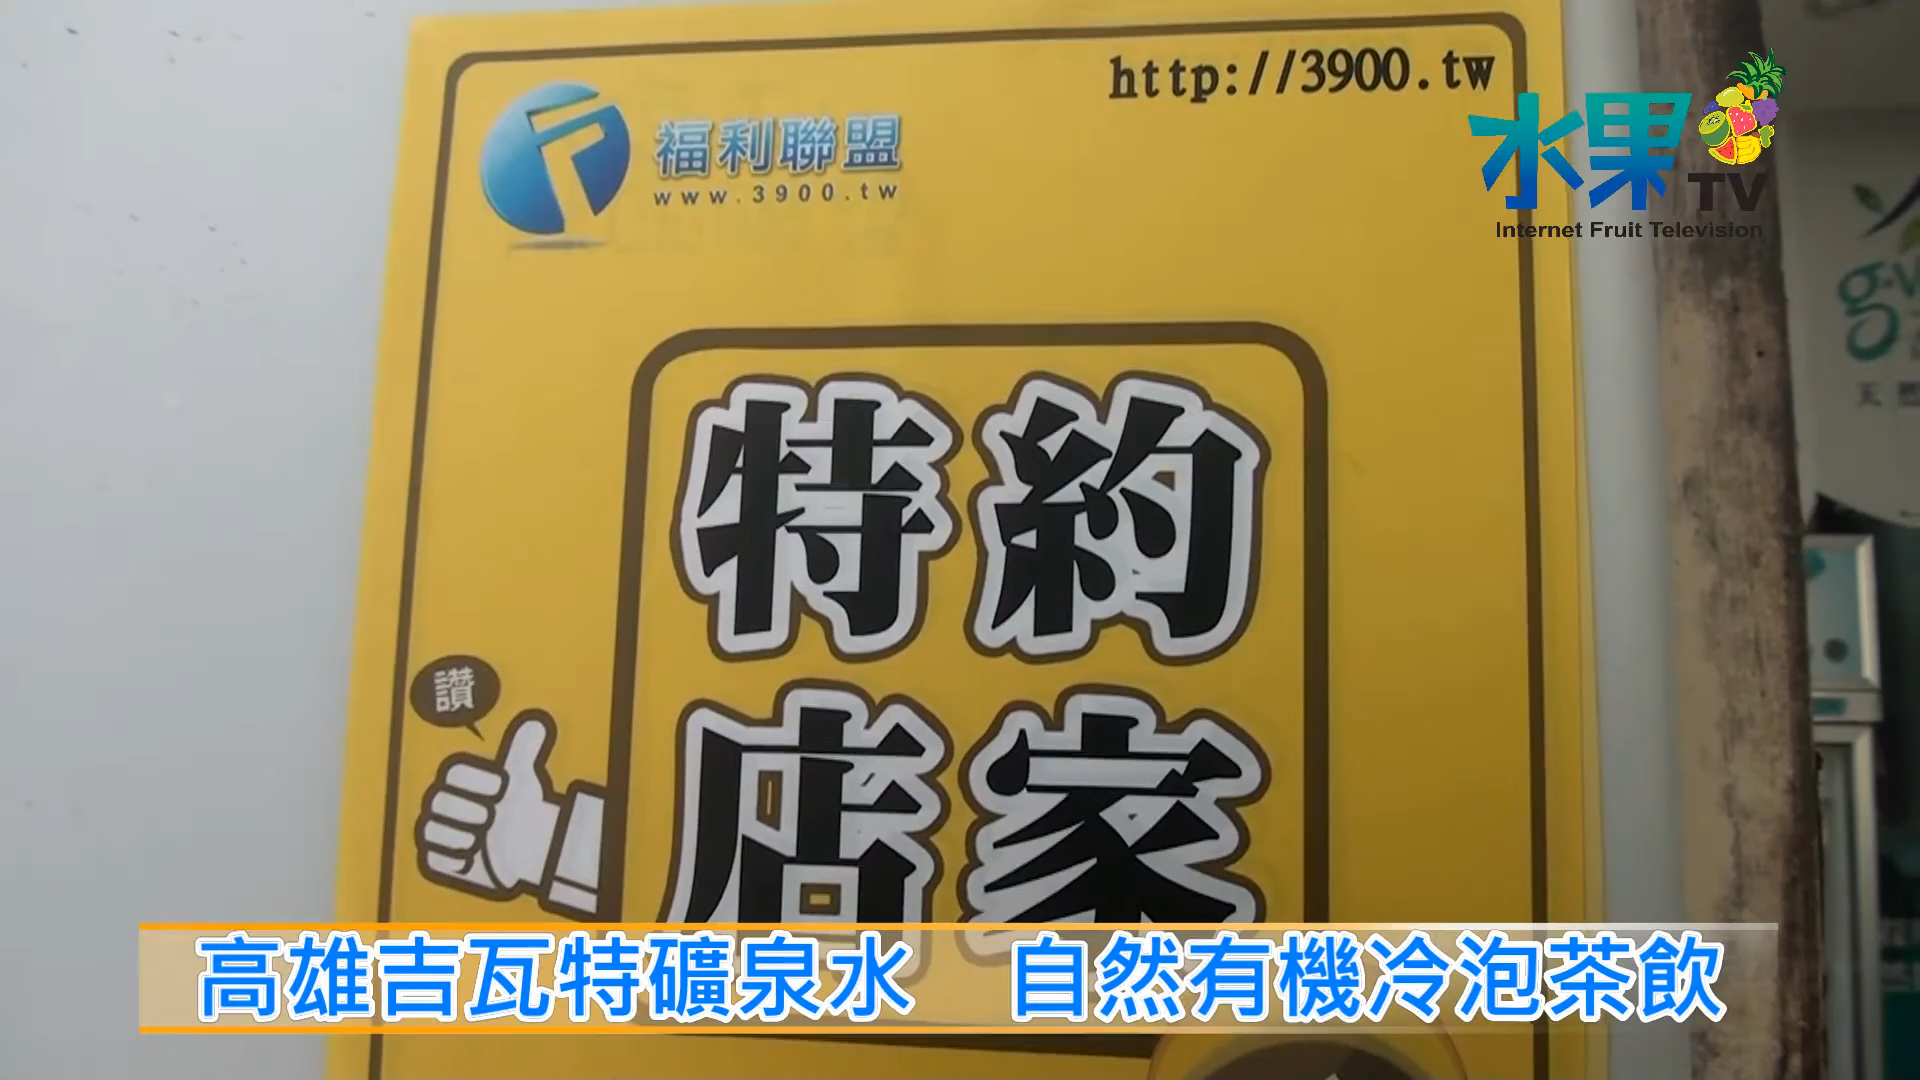 http://3900.tw
福利聯盟
www.3900.tw
水果TV
Internet Fruit Television
特約
店家
讚
高雄吉瓦特礦泉水 自然有機冷泡茶飲